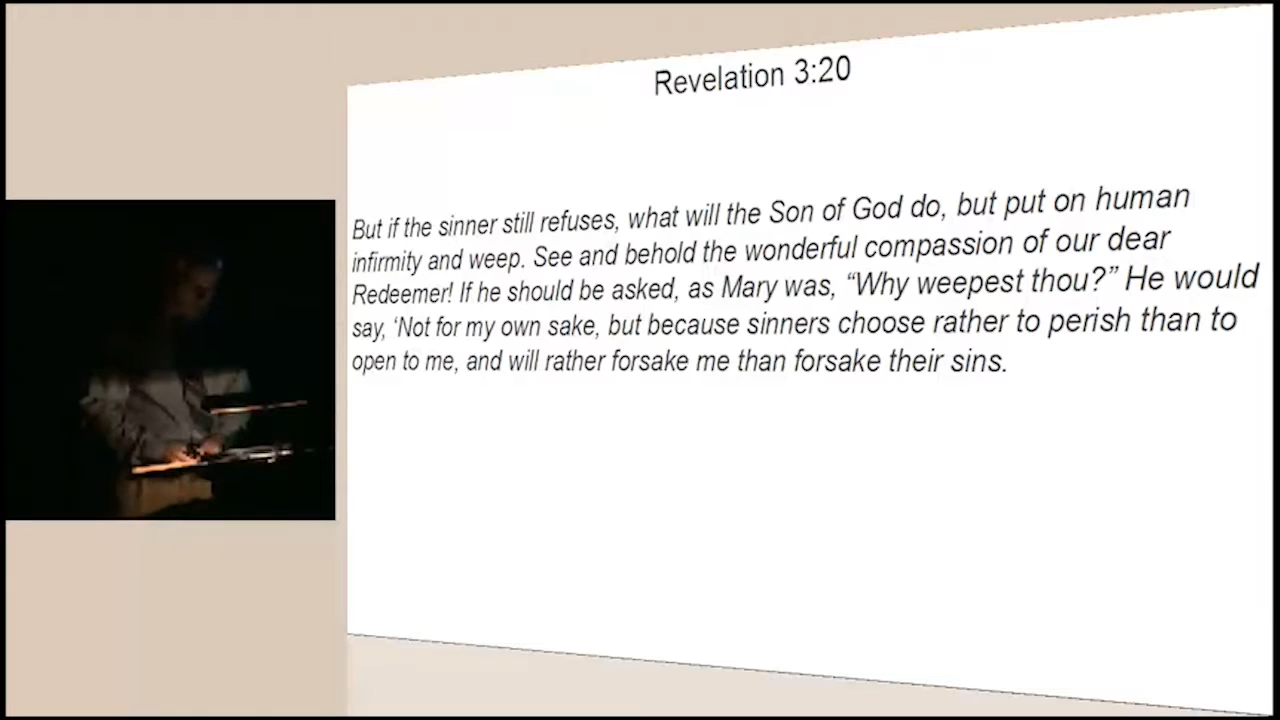 Revelation 3:20
But if the sinner still refuses, what will the Son of God do, but put on human
infirmity and weep. See and behold the wonderful compassion of our dear
Redeemer! If he should be asked, as Mary was, “Why weepest thou?” He would
say, ‘Not for my own sake, but because sinners choose rather to perish than to
open to me, and will rather forsake me than forsake their sins.